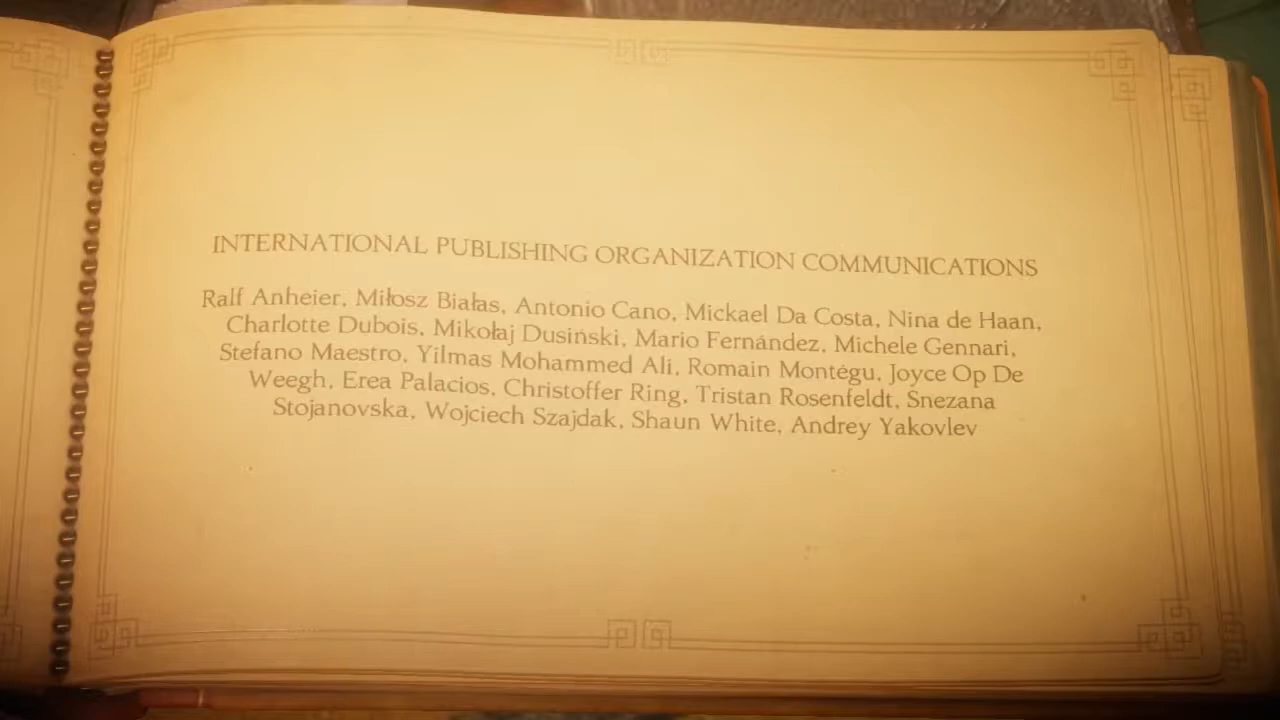 INTERNATIONAL PUBLISHING ORGANIZATION COMMUNICATIONS
Ralf Anheier, Miłosz Białas, Antonio Cano, Mickael Da Costa, Nina de Haan,
Charlotte Dubois, Mikołaj Dusiński, Mario Fernández, Michele Gennari,
Stefano Maestro, Yilmas Mohammed Ali, Romain Montégu, Joyce Op De
Weegh, Erea Palacios, Christoffer Ring, Tristan Rosenfeldt, Snezana
Stojanovska, Wojciech Szajdak, Shaun White, Andrey Yakovlev